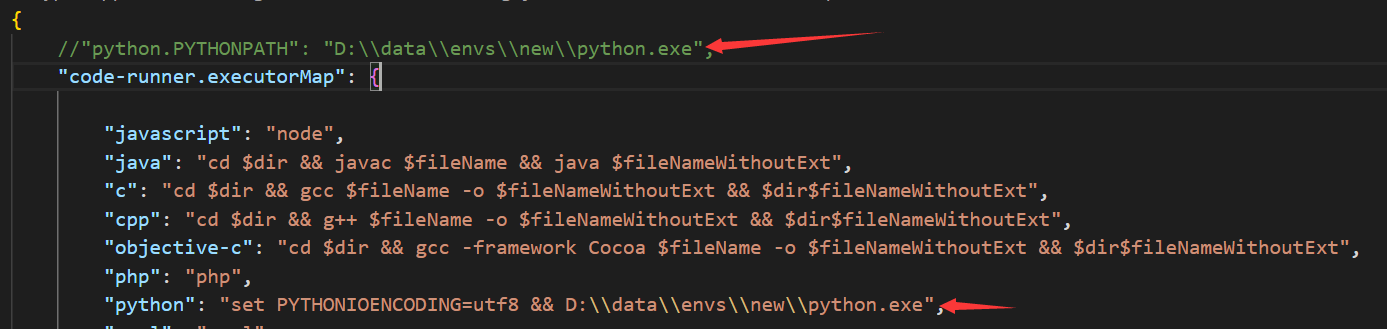 {
//"python.PYTHONPATH": "D:\\data\\envs\\new\\python.exe",
"code-runner.executorMap": {
"javascript": "node",
"java": "cd $dir && javac $fileName && java $fileNameWithoutExt",
"c": "cd $dir && gcc $fileName -o $fileNameWithoutExt && $dir$fileNameWithoutExt",
"cpp": "cd $dir && g++ $fileName -o $fileNameWithoutExt && $dir$fileNameWithoutExt",
"objective-c": "cd $dir && gcc -framework Cocoa $fileName -o $fileNameWithoutExt && $dir$fileNameWithoutExt",
"php": "php",
"python": "set PYTHONIOENCODING=utf8 && D:\\data\\envs\\new\\python.exe",